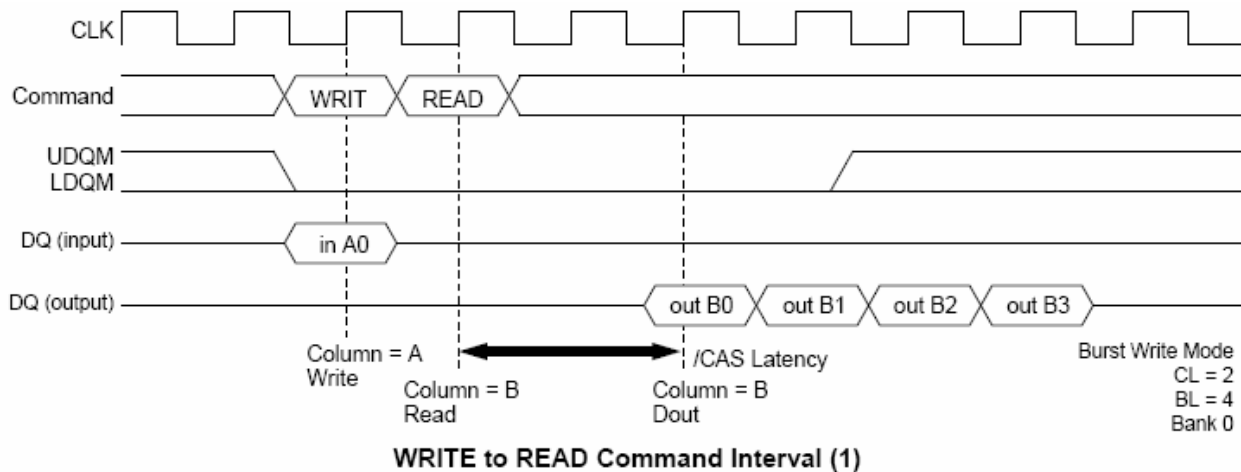 CLK
Command
WRIT
READ
UDQM
LDQM
DQ (input)
in A0
DQ (output)
out B0
out B1
out B2
out B3
Column = A
Write
Column = B
Read
/CAS Latency
Column = B
Dout
Burst Write Mode
CL = 2
BL = 4
Bank 0
WRITE to READ Command Interval (1)